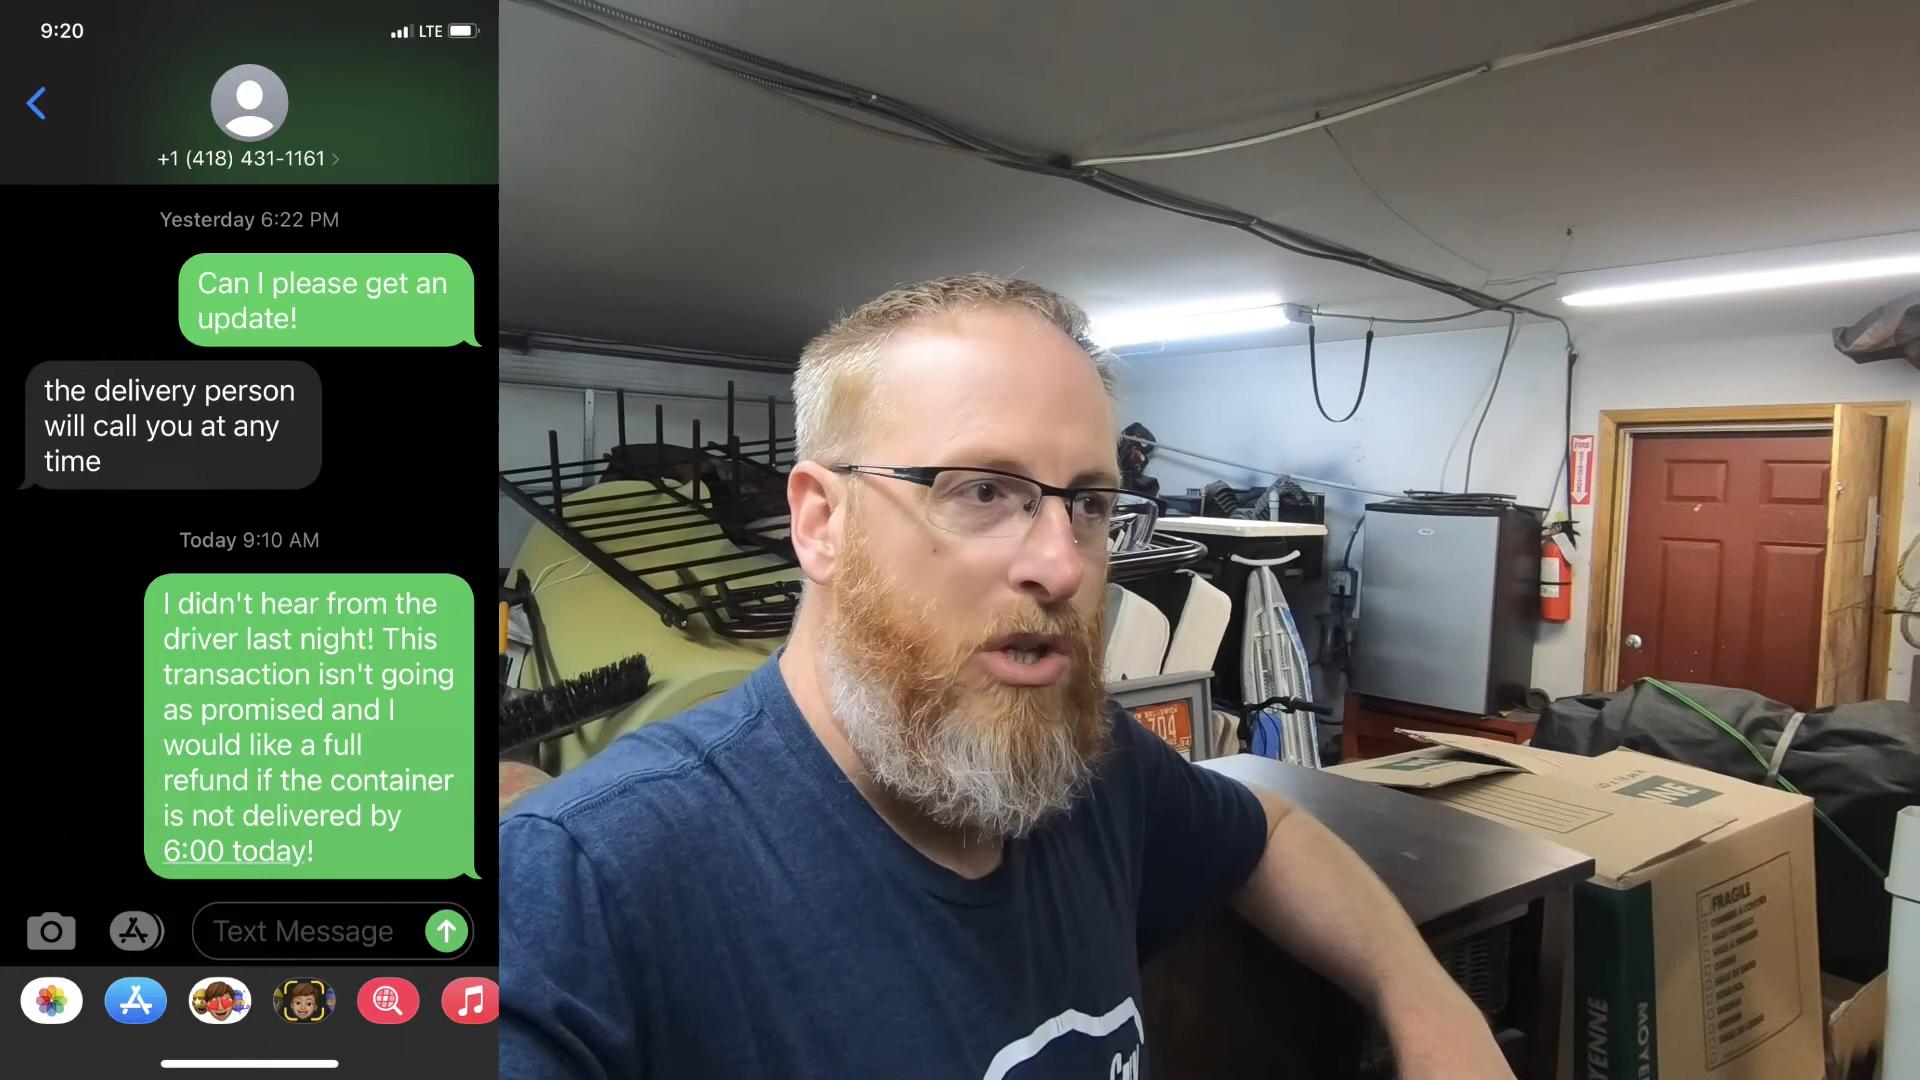 9:20
LTE
+1 (418) 431-1161
Yesterday 6:22 PM
Can I please get an
update!
the delivery person
will call you at any
time
Today 9:10 AM
I didn't hear from the
driver last night! This
transaction isn't going
as promised and I
would like a full
refund if the container
is not delivered by
6:00 today!
Text Message
FIRE
704
FRAGILE
YENNE
MOYE
Guy